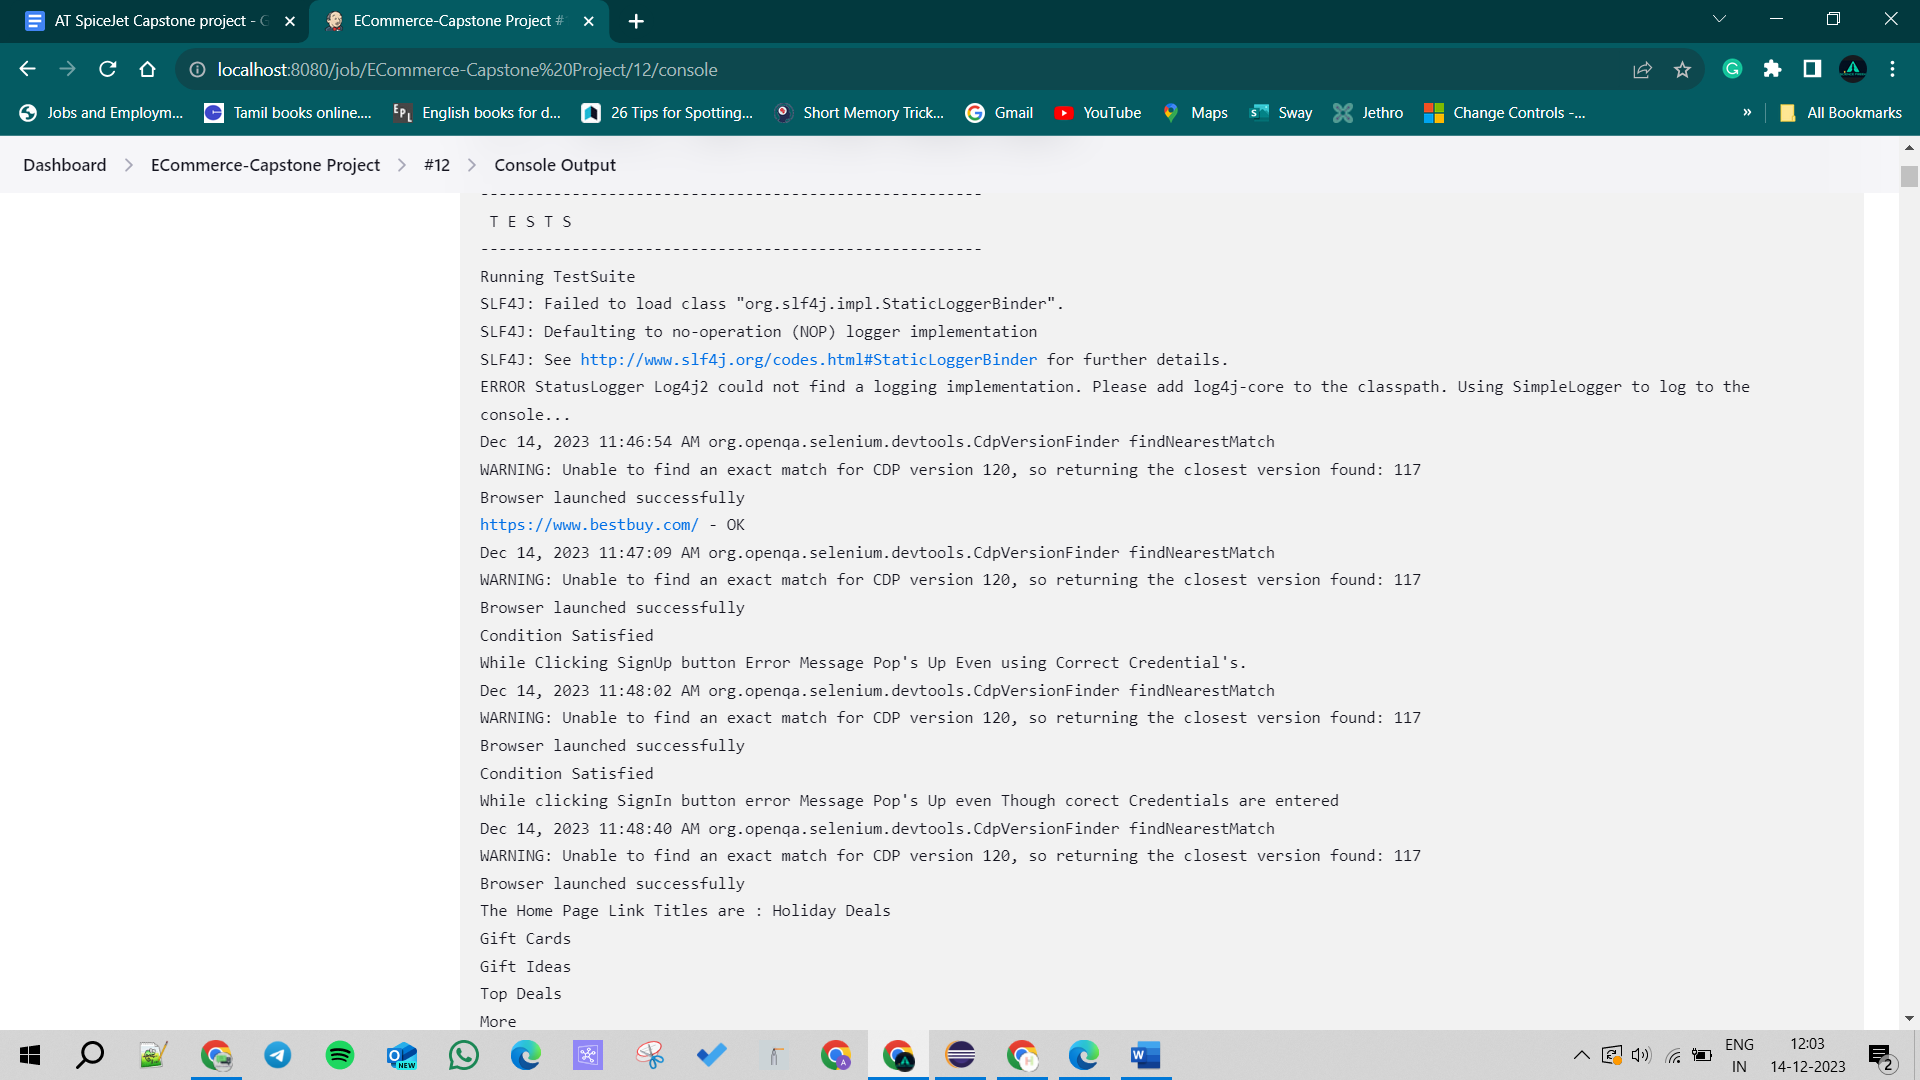 AT SpiceJet Capstone project - G
ECommerce-Capstone Project #
localhost:8080/job/ECommerce-Capstone%20Project/12/console
Jobs and Employm...
Tamil books online....
EPL
English books for d...
26 Tips for Spotting...
Short Memory Trick...
Gmail
YouTube
Maps
Sway
Jethro
Change Controls -...
»
All Bookmarks
Dashboard
ECommerce-Capstone Project
#12
Console Output
-------------------------------------------------------
T E S T S
-------------------------------------------------------
Running TestSuite
SLF4J: Failed to load class "org.slf4j.impl.StaticLoggerBinder".
SLF4J: Defaulting to no-operation (NOP) logger implementation
SLF4J: See http://www.slf4j.org/codes.html#StaticLoggerBinder for further details.
ERROR StatusLogger Log4j2 could not find a logging implementation. Please add log4j-core to the classpath. Using SimpleLogger to log to the
console...
Dec 14, 2023 11:46:54 AM org.openqa.selenium.devtools.CdpVersionFinder findNearestMatch
WARNING: Unable to find an exact match for CDP version 120, so returning the closest version found: 117
Browser launched successfully
https://www.bestbuy.com/ - OK
Dec 14, 2023 11:47:09 AM org.openqa.selenium.devtools.CdpVersionFinder findNearestMatch
WARNING: Unable to find an exact match for CDP version 120, so returning the closest version found: 117
Browser launched successfully
Condition Satisfied
While Clicking SignUp button Error Message Pop's Up Even using Correct Credential's.
Dec 14, 2023 11:48:02 AM org.openqa.selenium.devtools.CdpVersionFinder findNearestMatch
WARNING: Unable to find an exact match for CDP version 120, so returning the closest version found: 117
Browser launched successfully
Condition Satisfied
While clicking SignIn button error Message Pop's Up even Though corect Credentials are entered
Dec 14, 2023 11:48:40 AM org.openqa.selenium.devtools.CdpVersionFinder findNearestMatch
WARNING: Unable to find an exact match for CDP version 120, so returning the closest version found: 117
Browser launched successfully
The Home Page Link Titles are : Holiday Deals
Gift Cards
Gift Ideas
Top Deals
More
NEW
ENG
IN
12:03
14-12-2023
2